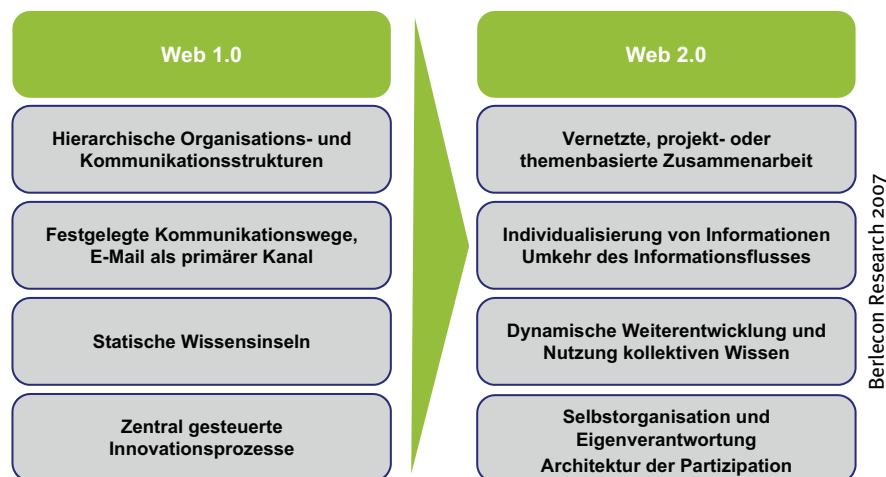 Web 1.0
Hierarchische Organisations- und
Kommunikationsstrukturen
Festgelegte Kommunikationswege,
E-Mail als primärer Kanal
Statische Wissensinseln
Zentral gesteuerte
Innovationsprozesse
Web 2.0
Vernetzte, projekt- oder
themenbasierte Zusammenarbeit
Individualisierung von Informationen
Umkehr des Informationsflusses
Dynamische Weiterentwicklung und
Nutzung kollektiven Wissen
Selbstorganisation und
Eigenverantwortung
Architektur der Partizipation
Berlecon Research 2007